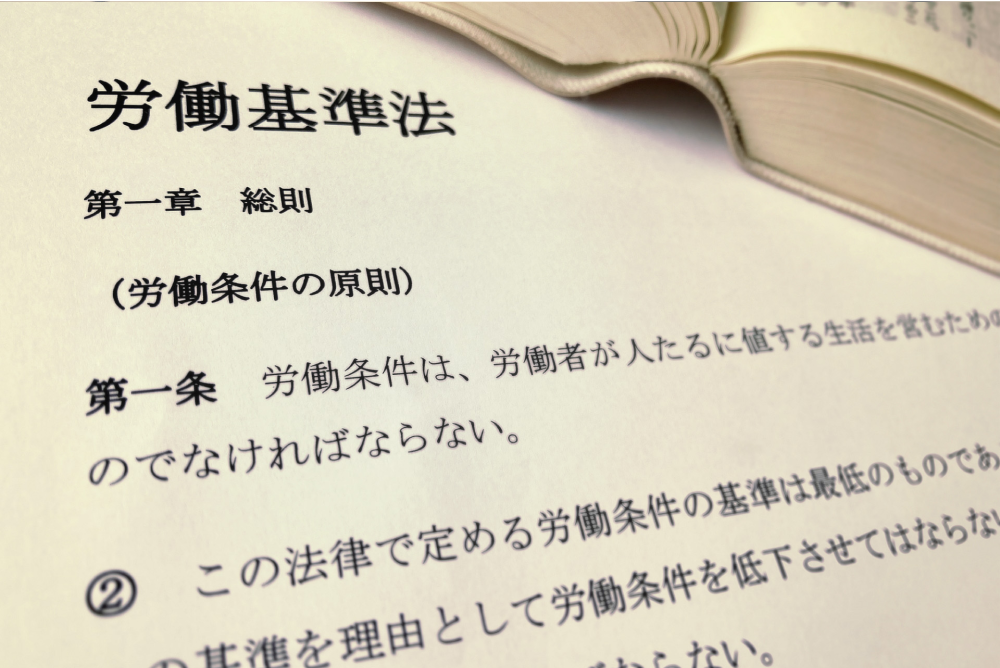 労働基準法
第一章　総則
（労働条件の原則）
第一条　労働条件は、労働者が人たるに値する生活を営むための
のでなければならない。
② この法律で定める労働条件の基準は最低のものであ
の基準を理由として労働条件を低下させてはならない
らない。